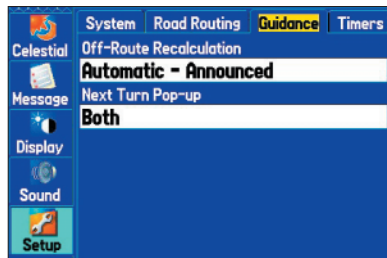 System Road Routing Guidance Timers
Celestial
Off-Route Recalculation
Automatic - Announced
Message
Next Turn Pop-up
Both
Display
Sound
Setup